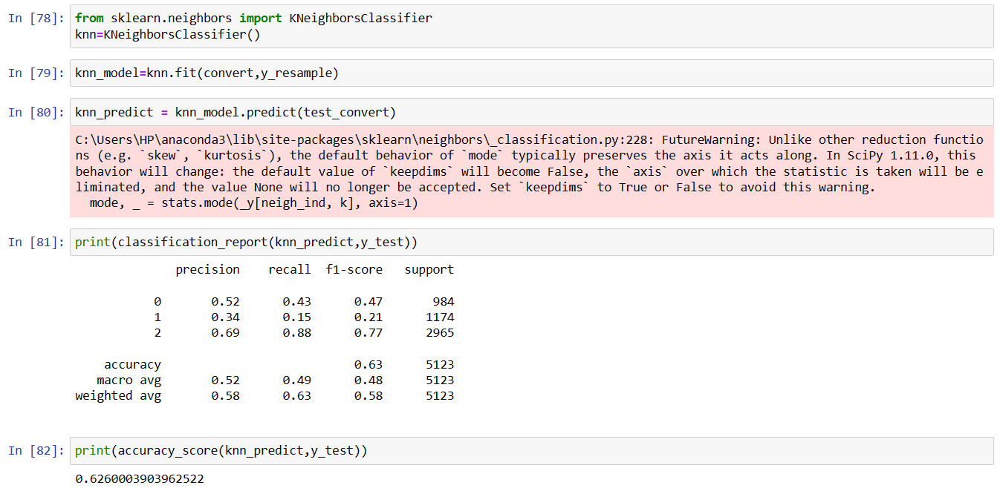 In [78]: from sklearn.neighbors import KNeighborsClassifier
knn=KNeighborsClassifier()
In [79]: knn_model=knn.fit(convert,y_resample)
In [80]: knn_predict = knn_model.predict(test_convert)
C:\Users\HP\anaconda3\lib\site-packages\sklearn\neighbors\_classification.py:228: FutureWarning: Unlike other reduction functio
ns (e.g. `skew`, `kurtosis`), the default behavior of `mode` typically preserves the axis it acts along. In SciPy 1.11.0, this
behavior will change: the default value of `keepdims` will become False, the `axis` over which the statistic is taken will be e
liminated, and the value None will no longer be accepted. Set `keepdims` to True or False to avoid this warning.
  mode, _ = stats.mode(_y[neigh_ind, k], axis=1)
In [81]: print(classification_report(knn_predict,y_test))
              precision    recall  f1-score   support
           0       0.52      0.43      0.47       984
           1       0.34      0.15      0.21      1174
           2       0.69      0.88      0.77      2965
    accuracy                           0.63      5123
   macro avg       0.52      0.49      0.48      5123
weighted avg       0.58      0.63      0.58      5123
In [82]: print(accuracy_score(knn_predict,y_test))
0.6260003903962522